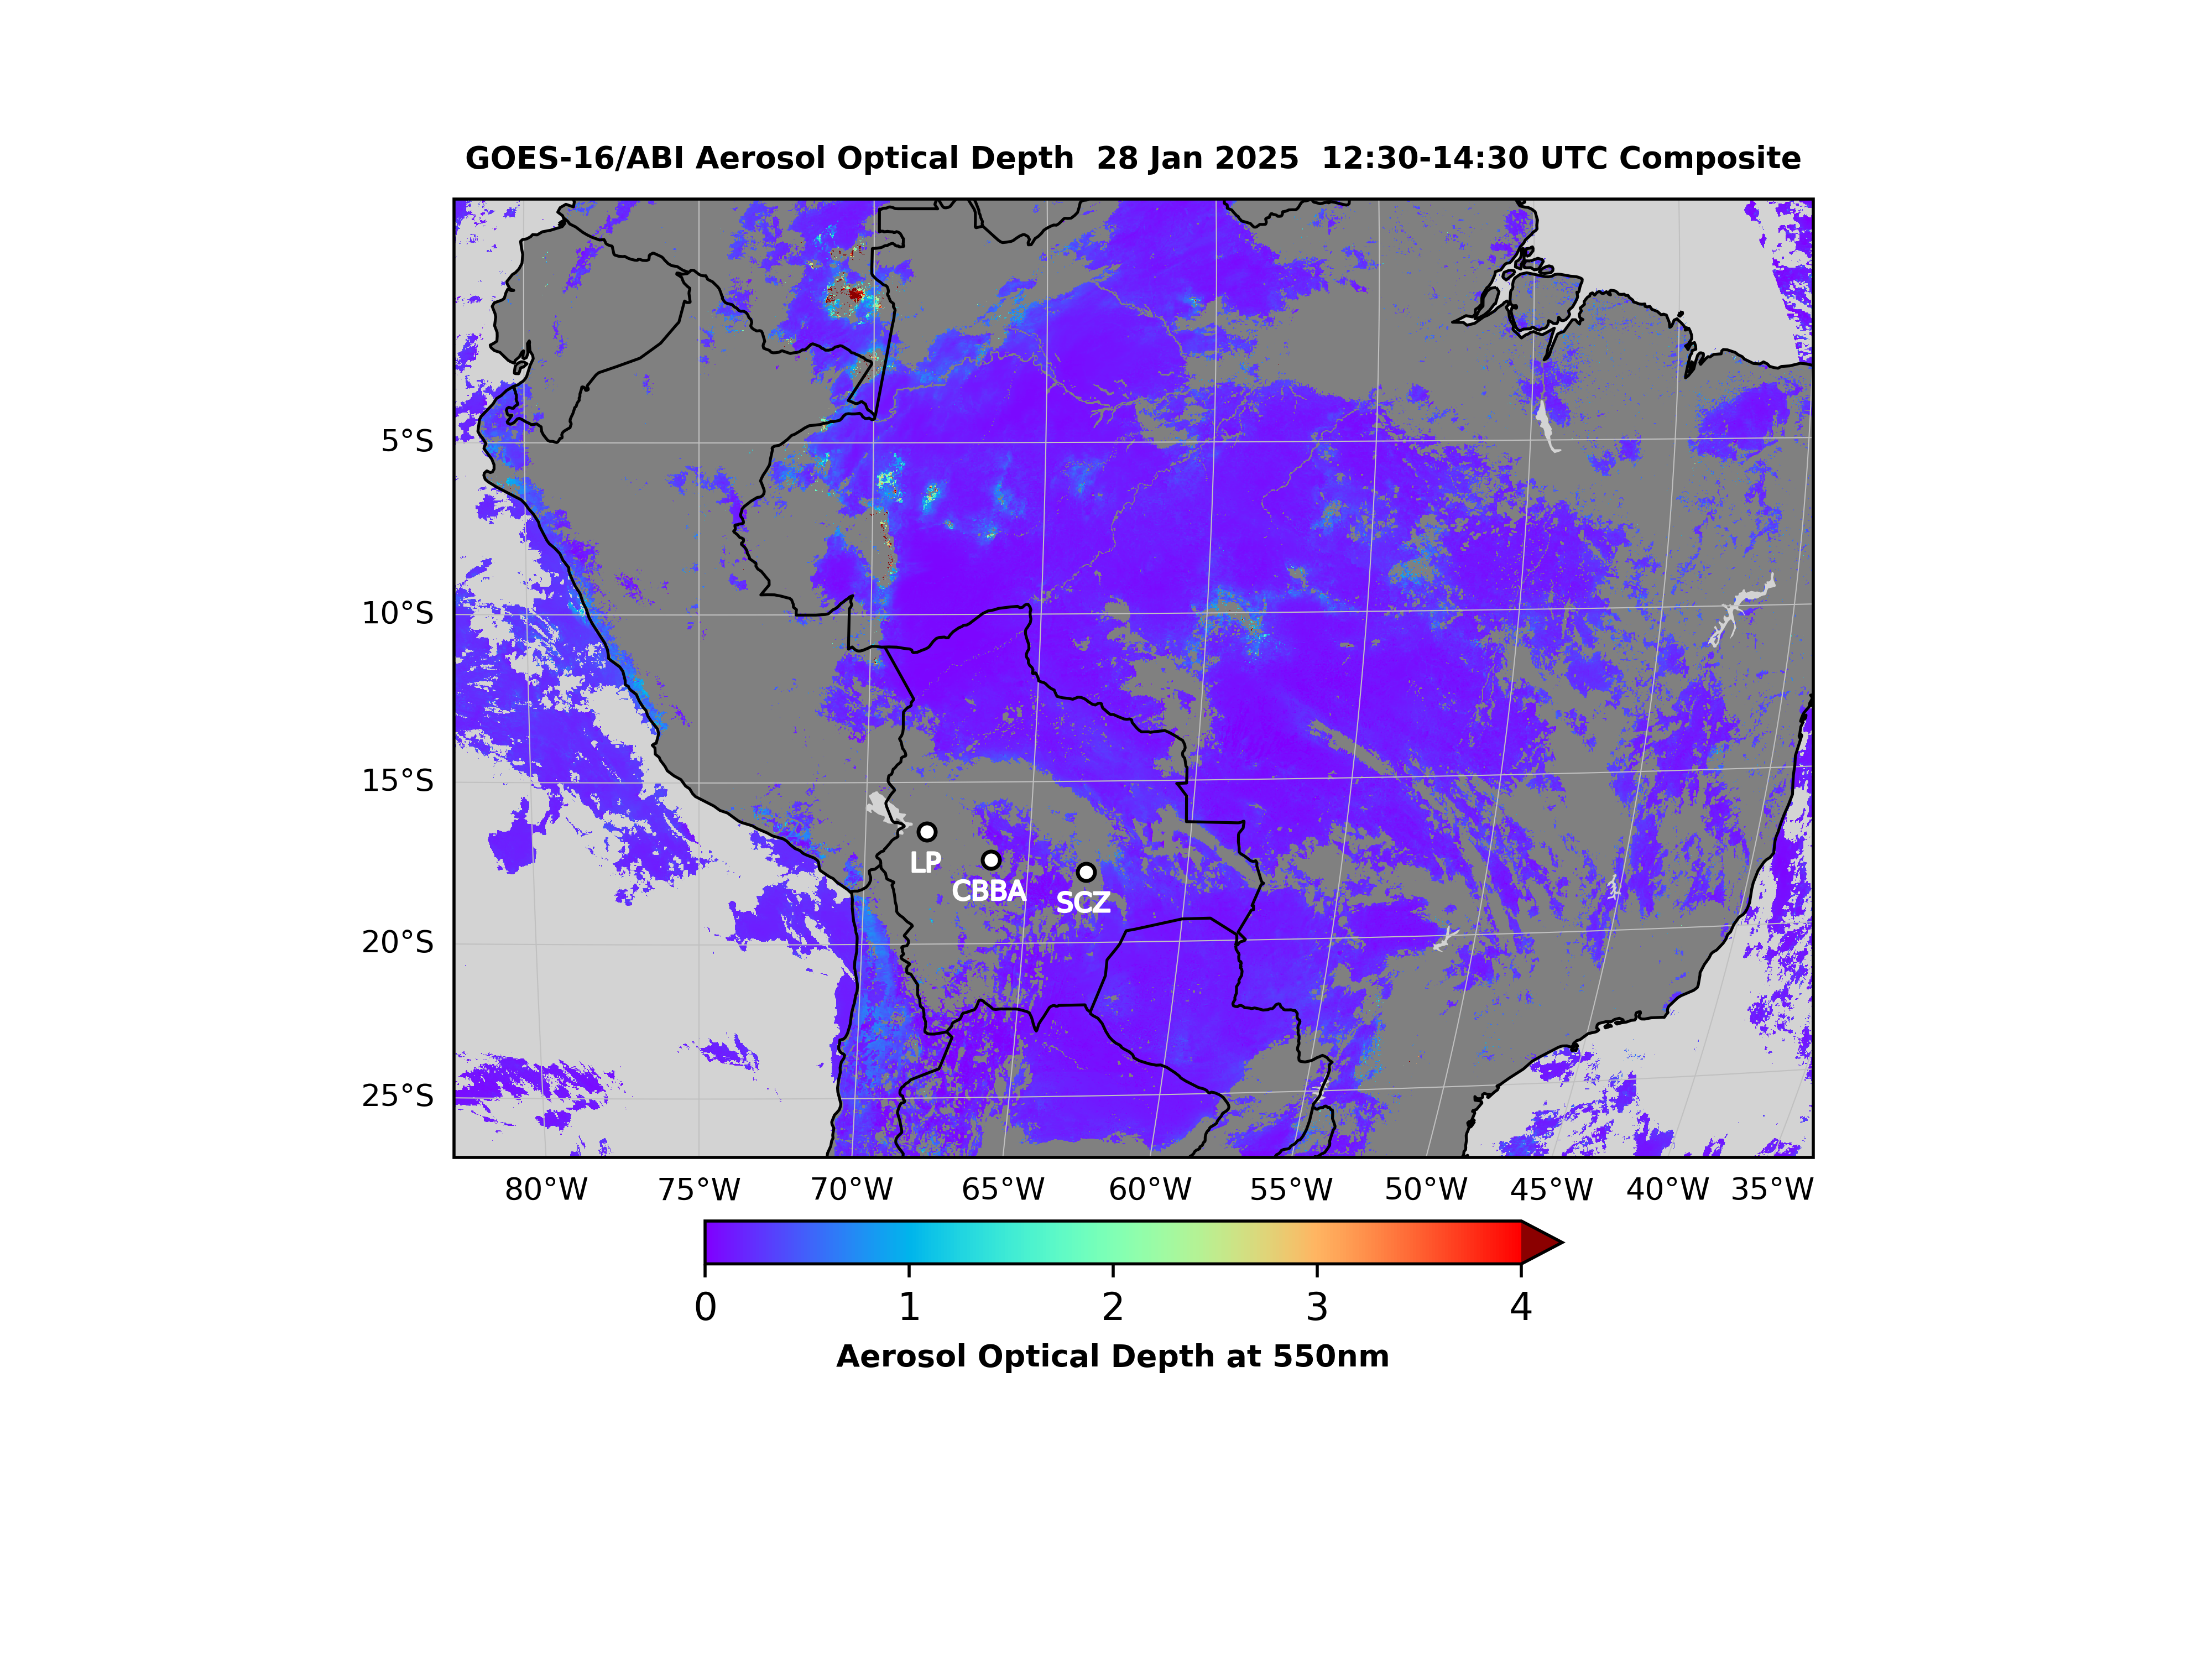 GOES-16/ABI Aerosol Optical Depth  28 Jan 2025  12:30-14:30 UTC Composite
5°S
10°S
15°S
LP
CBBA
SCZ
20°S
25°S
80°W 75°W 70°W 65°W 60°W 55°W 50°W 45°W 40°W 35°W
0 1 2 3 4
Aerosol Optical Depth at 550nm